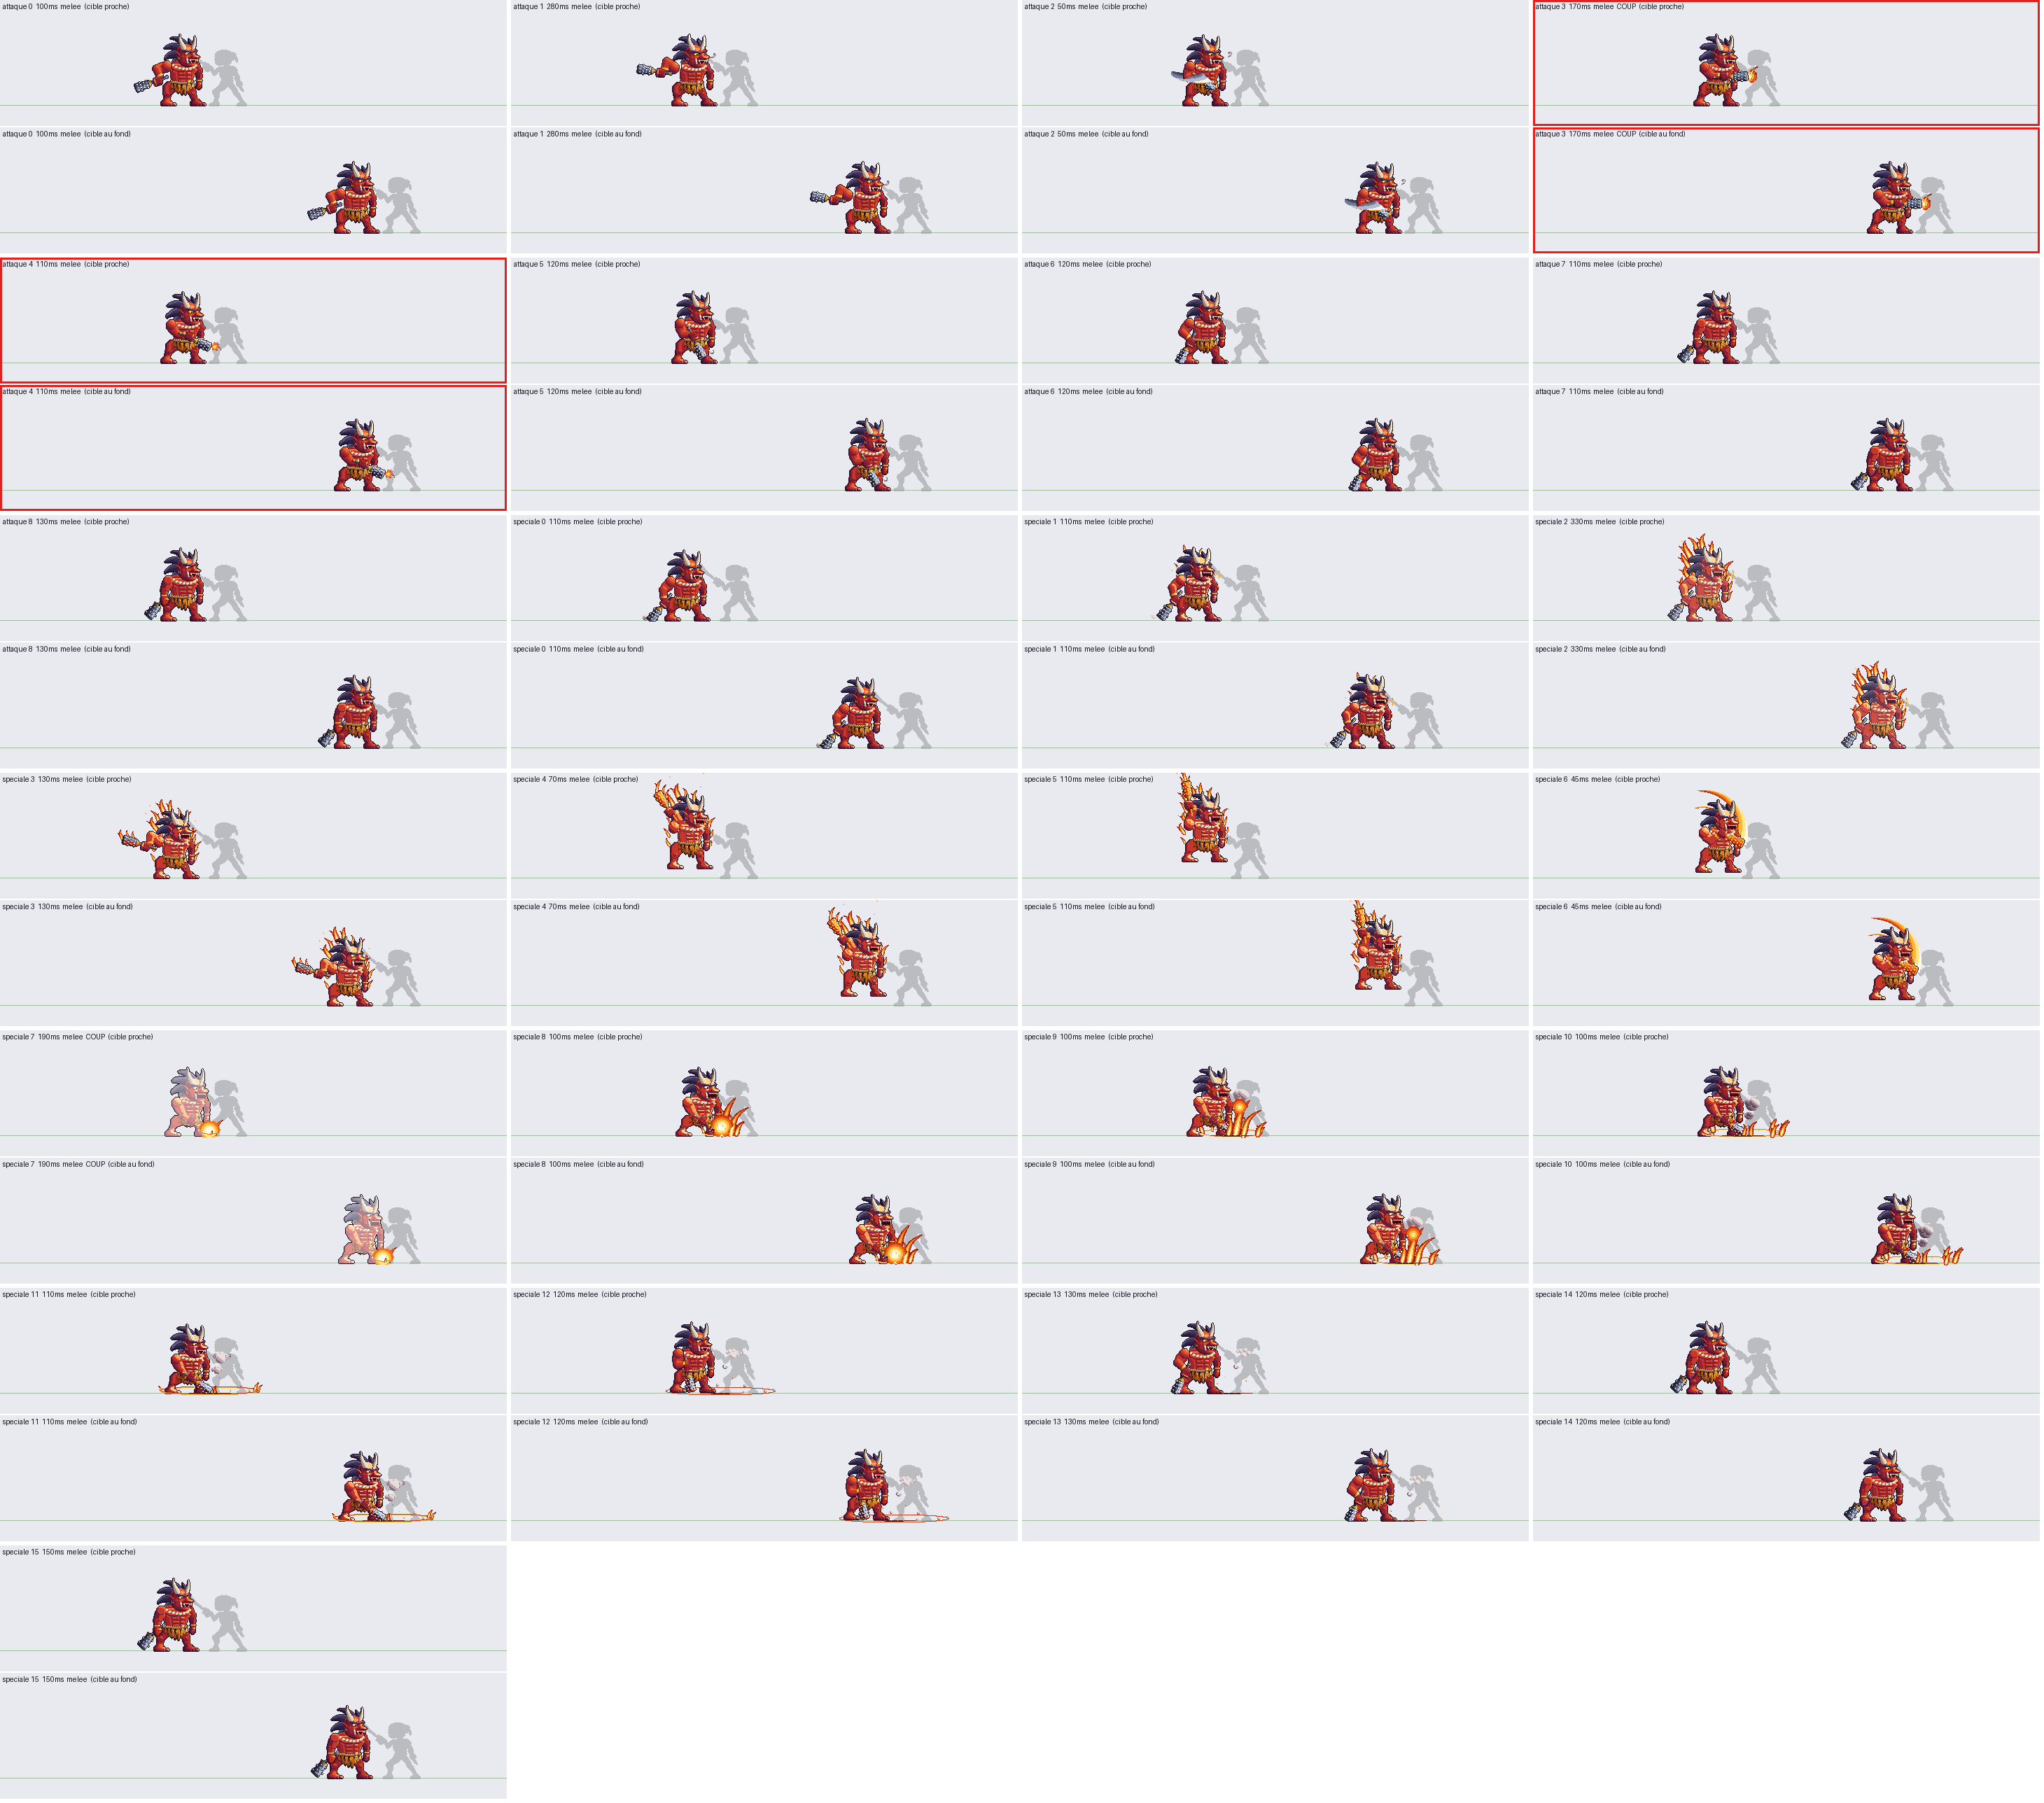 attaque 0 100ms melee (cible proche)
attaque 1 280ms melee (cible proche)
attaque 2 50ms melee (cible proche)
attaque 3 170ms melee COUP (cible proche)
attaque 0 100ms melee (cible au fond)
attaque 1 280ms melee (cible au fond)
attaque 2 50ms melee (cible au fond)
attaque 3 170ms melee COUP (cible au fond)
attaque 4 110ms melee (cible proche)
attaque 5 120ms melee (cible proche)
attaque 6 120ms melee (cible proche)
attaque 7 110ms melee (cible proche)
attaque 4 110ms melee (cible au fond)
attaque 5 120ms melee (cible au fond)
attaque 6 120ms melee (cible au fond)
attaque 7 110ms melee (cible au fond)
attaque 8 130ms melee (cible proche)
speciale 0 110ms melee (cible proche)
speciale 1 110ms melee (cible proche)
speciale 2 330ms melee (cible proche)
attaque 8 130ms melee (cible au fond)
speciale 0 110ms melee (cible au fond)
speciale 1 110ms melee (cible au fond)
speciale 2 330ms melee (cible au fond)
speciale 3 130ms melee (cible proche)
speciale 4 70ms melee (cible proche)
speciale 5 110ms melee (cible proche)
speciale 6 45ms melee (cible proche)
speciale 3 130ms melee (cible au fond)
speciale 4 70ms melee (cible au fond)
speciale 5 110ms melee (cible au fond)
speciale 6 45ms melee (cible au fond)
speciale 7 190ms melee COUP (cible proche)
speciale 8 100ms melee (cible proche)
speciale 9 100ms melee (cible proche)
speciale 10 100ms melee (cible proche)
speciale 7 190ms melee COUP (cible au fond)
speciale 8 100ms melee (cible au fond)
speciale 9 100ms melee (cible au fond)
speciale 10 100ms melee (cible au fond)
speciale 11 110ms melee (cible proche)
speciale 12 120ms melee (cible proche)
speciale 13 130ms melee (cible proche)
speciale 14 120ms melee (cible proche)
speciale 11 110ms melee (cible au fond)
speciale 12 120ms melee (cible au fond)
speciale 13 130ms melee (cible au fond)
speciale 14 120ms melee (cible au fond)
speciale 15 150ms melee (cible proche)
speciale 15 150ms melee (cible au fond)